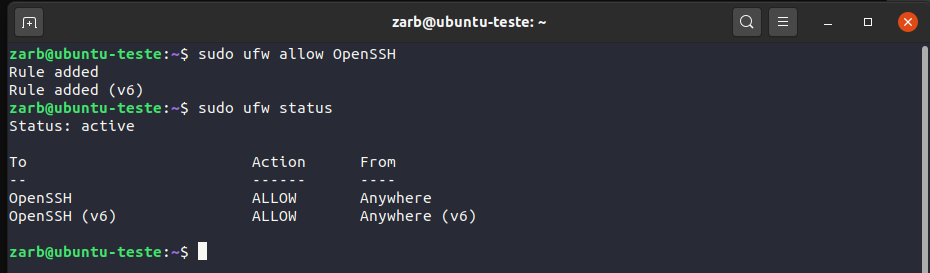 zarb@ubuntu-teste: ~
zarb@ubuntu-teste:~$ sudo ufw allow OpenSSH
Rule added
Rule added (v6)
zarb@ubuntu-teste:~$ sudo ufw status
Status: active
To                         Action      From
--                         ------      ----
OpenSSH                    ALLOW       Anywhere
OpenSSH (v6)               ALLOW       Anywhere (v6)
zarb@ubuntu-teste:~$